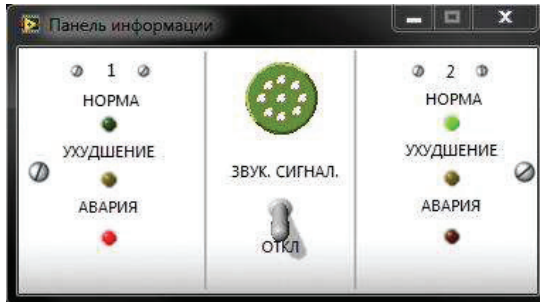 Панель информации
1
НОРМА
УХУДШЕНИЕ
АВАРИЯ
ЗВУК. СИГНАЛ.
ОТКЛ
2
НОРМА
УХУДШЕНИЕ
АВАРИЯ